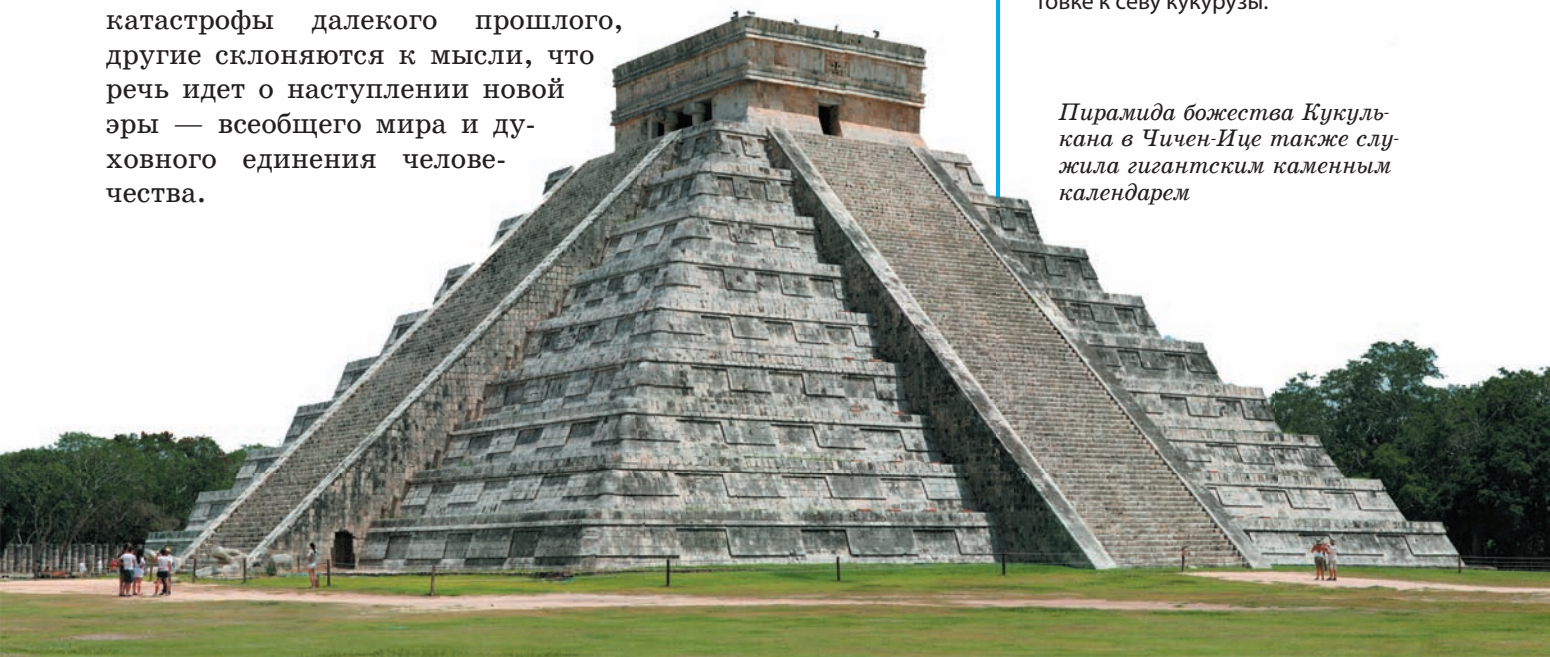 катастрофы далекого прошлого,
другие склоняются к мысли, что
речь идет о наступлении новой
эры — всеобщего мира и ду-
ховного единения челове-
чества.
товке к севу кукурузы.
Пирамида божества Кукуль-
кана в Чичен-Ице также слу-
жила гигантским каменным
календарем